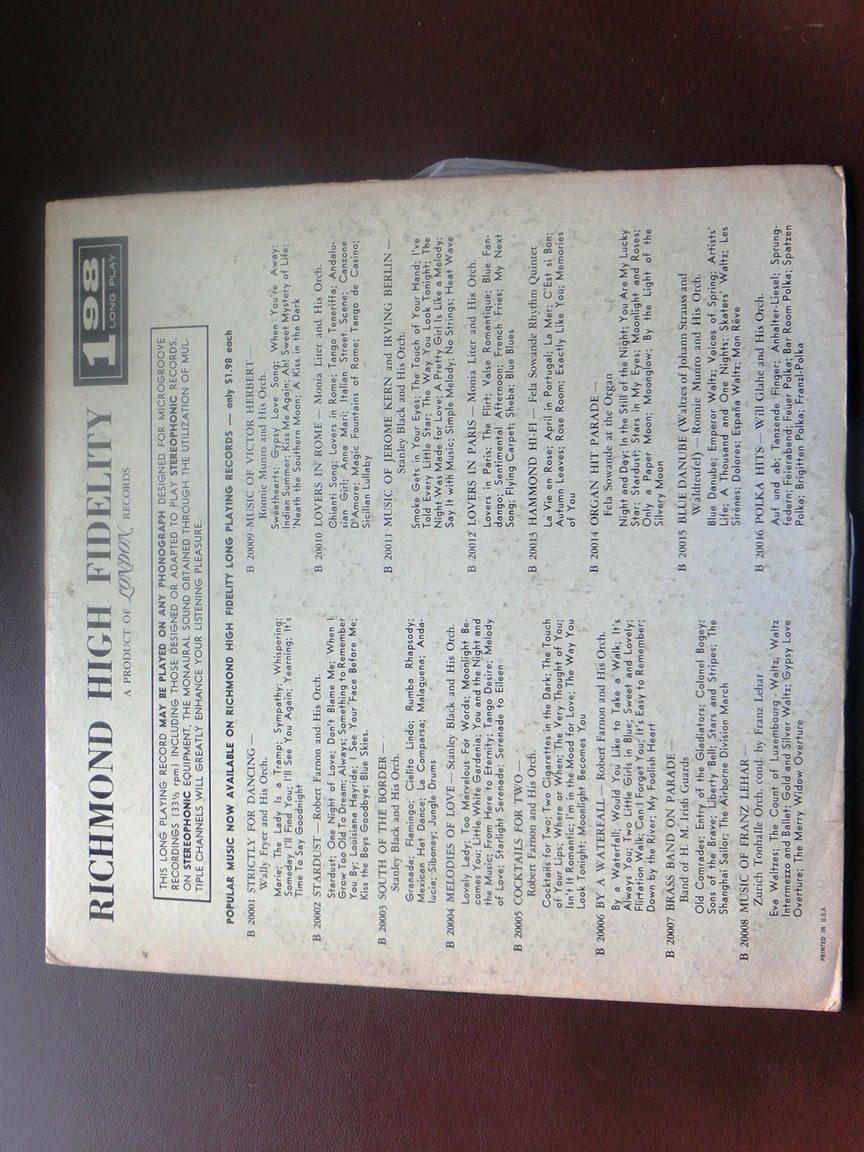 RICHMOND HIGH FIDELITY
1 98
LONG PLAY
A PRODUCT OF LONDON RECORDS
THIS LONG PLAYING RECORD MAY BE PLAYED ON ANY PHONOGRAPH DESIGNED FOR MICROGROOVE
RECORDINGS (33⅓ rpm) INCLUDING THOSE DESIGNED OR ADAPTED TO PLAY STEREOPHONIC RECORDS.
ON STEREOPHONIC EQUIPMENT, THE MONAURAL SOUND OBTAINED THROUGH THE UTILIZATION OF MUL-
TIPLE CHANNELS WILL GREATLY ENHANCE YOUR LISTENING PLEASURE.
POPULAR MUSIC NOW AVAILABLE ON RICHMOND HIGH FIDELITY LONG PLAYING RECORDS — only $1.98 each
B 20001 STRICTLY FOR DANCING—
Wally Fryer and His Orch.
Marie; The Lady Is a Tramp; Sympathy; Whispering;
Someday I'll Find You; I'll See You Again; Yearning; It's
Time To Say Goodnight
B 20002 STARDUST — Robert Farnon and His Orch.
Stardust; One Night of Love; Don't Blame Me; When I
Grow Too Old To Dream; Always; Something to Remember
You By; Louisiana Hayride; I See Your Face Before Me;
Kiss the Boys Goodbye; Blue Skies.
B 20003 SOUTH OF THE BORDER —
Stanley Black and His Orch.
Granada; Flamingo; Cielito Lindo; Rumba Rhapsody;
Mexican Hat Dance; La Comparsa; Malaguena; Anda-
lucia; Siboney; Jungle Drums
B 20004 MELODIES OF LOVE — Stanley Black and His Orch.
Lovely Lady; Too Marvelous For Words; Moonlight Be-
comes You; Little White Gardenia; You and the Night and
the Music; From Here to Eternity; Tango Desire; Melody
of Love; Starlight Serenade; Serenade to Eileen
B 20005 COCKTAILS FOR TWO—
Robert Farnon and His Orch.
Cocktails for Two; Two Cigarettes in the Dark; The Touch
of Your Lips; Where or When; The Very Thought of You;
Isn't It Romantic; I'm in the Mood for Love; The Way You
Look Tonight; Moonlight Becomes You
B 20006 BY A WATERFALL — Robert Farnon and His Orch.
By a Waterfall; Would You Like to Take a Walk; It's
Always You; Two Little Girls in Blue; Sweet and Lovely;
Flirtation Walk; Can I Forget You; It's Easy to Remember;
Down by the River; My Foolish Heart
B 20007 BRASS BAND ON PARADE—
Band of H. M. Irish Guards
Old Comrades; Entry of the Gladiators; Colonel Bogey;
Sons of the Brave; Liberty Bell; Stars and Stripes; The
Shanghai Sailor; The Airborne Division March
B 20008 MUSIC OF FRANZ LEHAR —
Zurich Tonhalle Orch. cond. by Franz Lehar
Eva Waltzes; The Count of Luxembourg - Waltz, Waltz
Intermezzo and Ballet; Gold and Silver Waltz; Gypsy Love
Overture; The Merry Widow Overture
B 20009 MUSIC OF VICTOR HERBERT —
Ronnie Munro and His Orch.
Sweethearts; Gypsy Love Song; When You're Away;
Indian Summer; Kiss Me Again; Ah! Sweet Mystery of Life;
'Neath the Southern Moon; A Kiss in the Dark
B 20010 LOVERS IN ROME — Monia Liter and His Orch.
Chianti Song; Lovers in Rome; Tango Teneriffa; Andalu-
sian Girl; Anna Mari; Italian Street Scene; Canzone
D'Amore; Magic Fountains of Rome; Tango de Casino;
Sicilian Lullaby
B 20011 MUSIC OF JEROME KERN and IRVING BERLIN —
Stanley Black and His Orch.
Smoke Gets in Your Eyes; The Touch of Your Hand; I've
Told Every Little Star; The Way You Look Tonight; The
Night Was Made for Love; A Pretty Girl Is Like a Melody;
Say It with Music; Simple Melody; No Strings; Heat Wave
B 20012 LOVERS IN PARIS — Monia Liter and His Orch.
Lovers in Paris; The Flirt; Valse Romantique; Blue Fan-
dango; Sentimental Afternoon; French Fries; My Next
Song; Flying Carpet; Sheba; Blue Blues
B 20013 HAMMOND HI-FI — Fela Sowande Rhythm Quintet
La Vie en Rose; April in Portugal; La Mer; C'Est si Bon;
Autumn Leaves; Rose Room; Exactly Like You; Memories
of You
B 20014 ORGAN HIT PARADE —
Fela Sowande at the Organ
Night and Day; In the Still of the Night; You Are My Lucky
Star; Stardust; Stars in My Eyes; Moonlight and Roses;
Only a Paper Moon; Moonglow; By the Light of the
Silvery Moon
B 20015 BLUE DANUBE (Waltzes of Johann Strauss and
Waldteufel) — Ronnie Munro and His Orch.
Blue Danube; Emperor Waltz; Voices of Spring; Artists'
Life; A Thousand and One Nights; Skaters' Waltz; Les
Sirènes; Dolores; España Waltz; Mon Rêve
B 20016 POLKA HITS — Will Glahe and His Orch.
Auf und ab; Tanzende Finger; Anhalter-Liesel; Sprung-
federn; Feierabend; Feuer Polka; Bar Room Polka; Spatzen
Polka; Brigitten Polka; Franzl-Polka
PRINTED IN U.S.A.